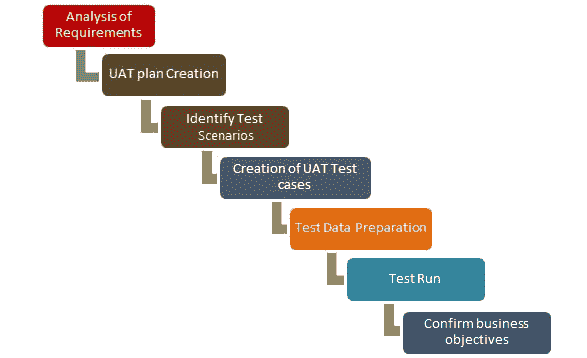 Analysis of
Requirements
UAT plan Creation
Identify Test
Scenarios
Creation of UAT Test
cases
Test Data Preparation
Test Run
Confirm business
objectives